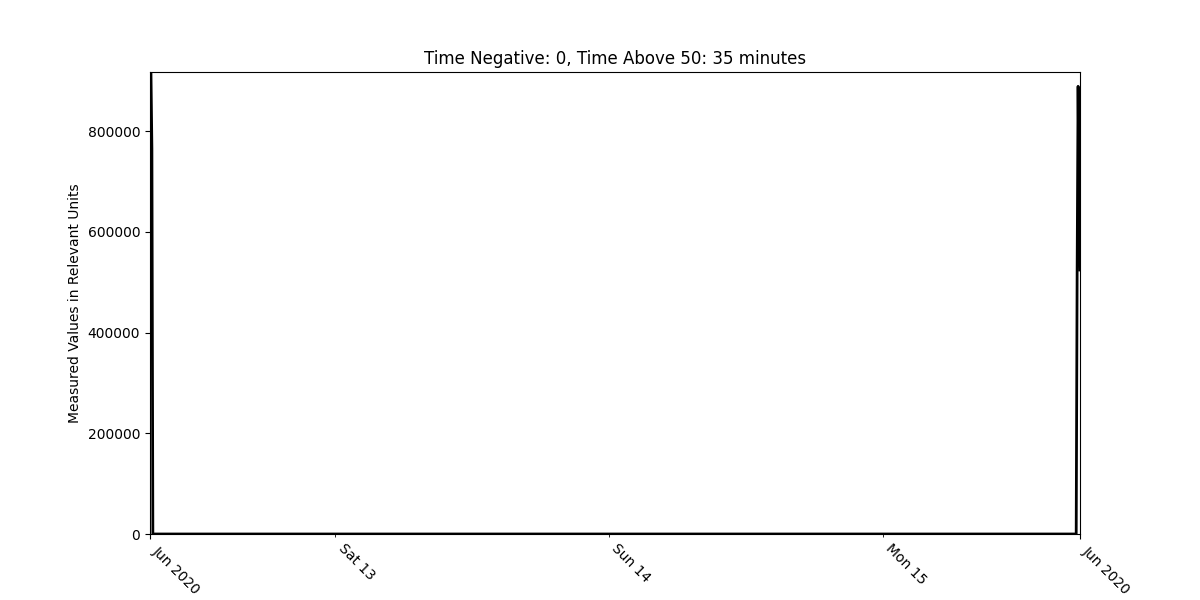 Time Negative: 0, Time Above 50: 35 minutes
Measured Values in Relevant Units
800000
600000
400000
200000
0
Jun 2020
Sat 13
Sun 14
Mon 15
Jun 2020